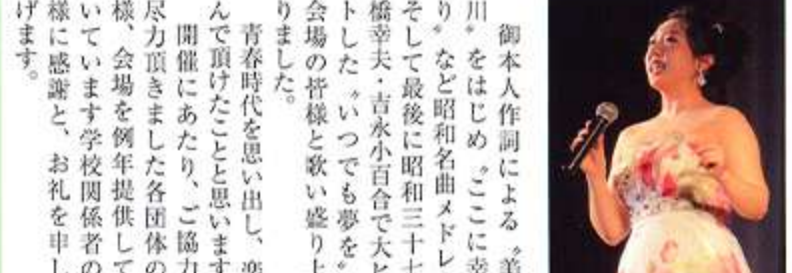 御本人作詞による〝美
川〟をはじめ〝ここに幸
り〟など昭和名曲メドレ
そして最後に昭和三十七
橋幸夫・吉永小百合で大ヒ
トした〝いつでも夢を〟
会場の皆様と歌い盛り上
りました。
青春時代を思い出し、楽
んで頂けたことと思います
開催にあたり、ご協力
尽力頂きました各団体の
様、会場を例年提供して
いています学校関係者の
様に感謝と、お礼を申し
げます。